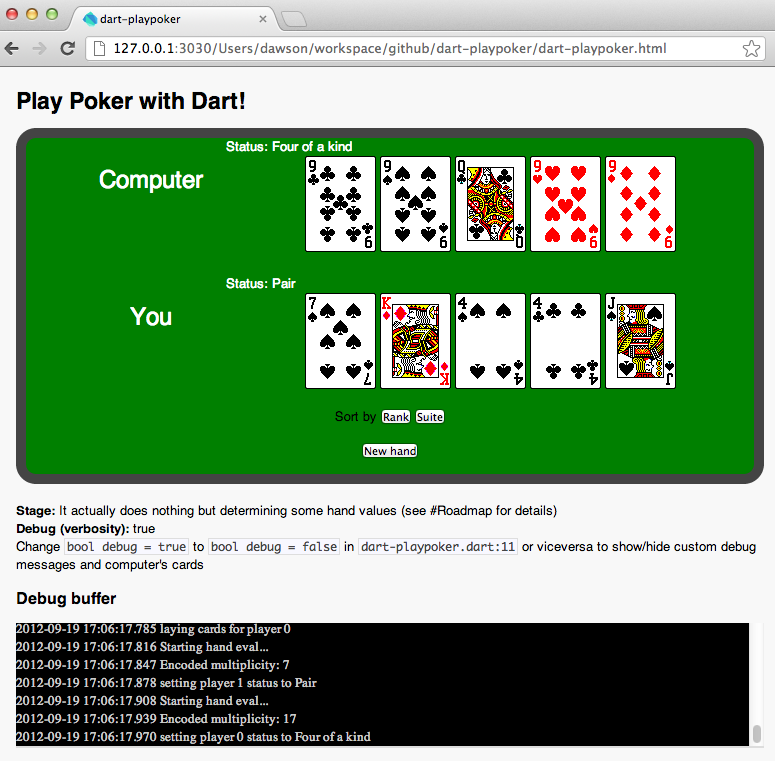 dart-playpoker
127.0.0.1:3030/Users/dawson/workspace/github/dart-playpoker/dart-playpoker.html
Play Poker with Dart!
Status: Four of a kind
Computer
9 9 Q 9 9
6 6 Q 6 6
Status: Pair
You
7 K 4 4 J
7 K 4 4 J
Sort by Rank Suite
New hand
Stage: It actually does nothing but determining some hand values (see #Roadmap for details)
Debug (verbosity): true
Change bool debug = true to bool debug = false in dart-playpoker.dart:11 or viceversa to show/hide custom debug
messages and computer's cards
Debug buffer
2012-09-19 17:06:17.785 laying cards for player 0
2012-09-19 17:06:17.816 Starting hand eval...
2012-09-19 17:06:17.847 Encoded multiplicity: 7
2012-09-19 17:06:17.878 setting player 1 status to Pair
2012-09-19 17:06:17.908 Starting hand eval...
2012-09-19 17:06:17.939 Encoded multiplicity: 17
2012-09-19 17:06:17.970 setting player 0 status to Four of a kind